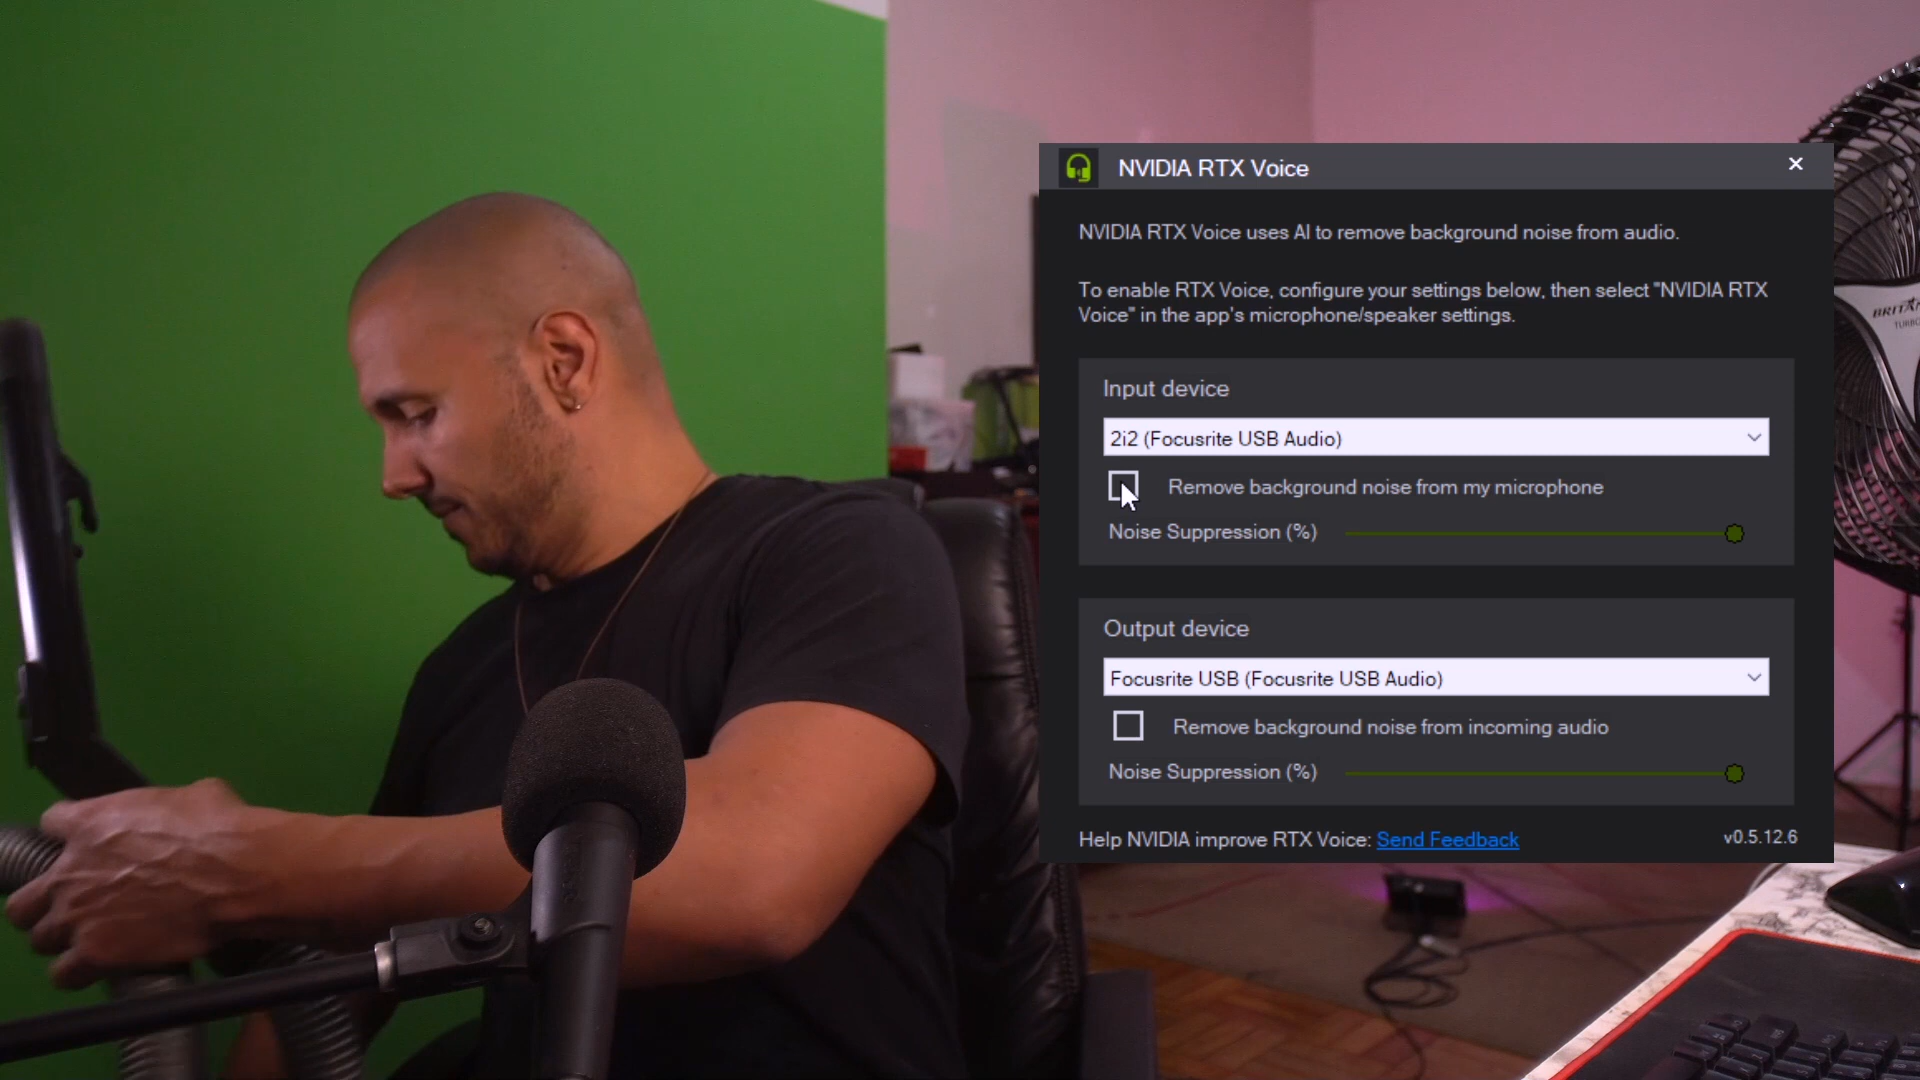 NVIDIA RTX Voice
NVIDIA RTX Voice uses AI to remove background noise from audio.
To enable RTX Voice, configure your settings below, then select "NVIDIA RTX
Voice" in the app's microphone/speaker settings.
Input device
2i2 (Focusrite USB Audio)
Remove background noise from my microphone
Noise Suppression (%)
Output device
Focusrite USB (Focusrite USB Audio)
Remove background noise from incoming audio
Noise Suppression (%)
Help NVIDIA improve RTX Voice: Send Feedback
v0.5.12.6